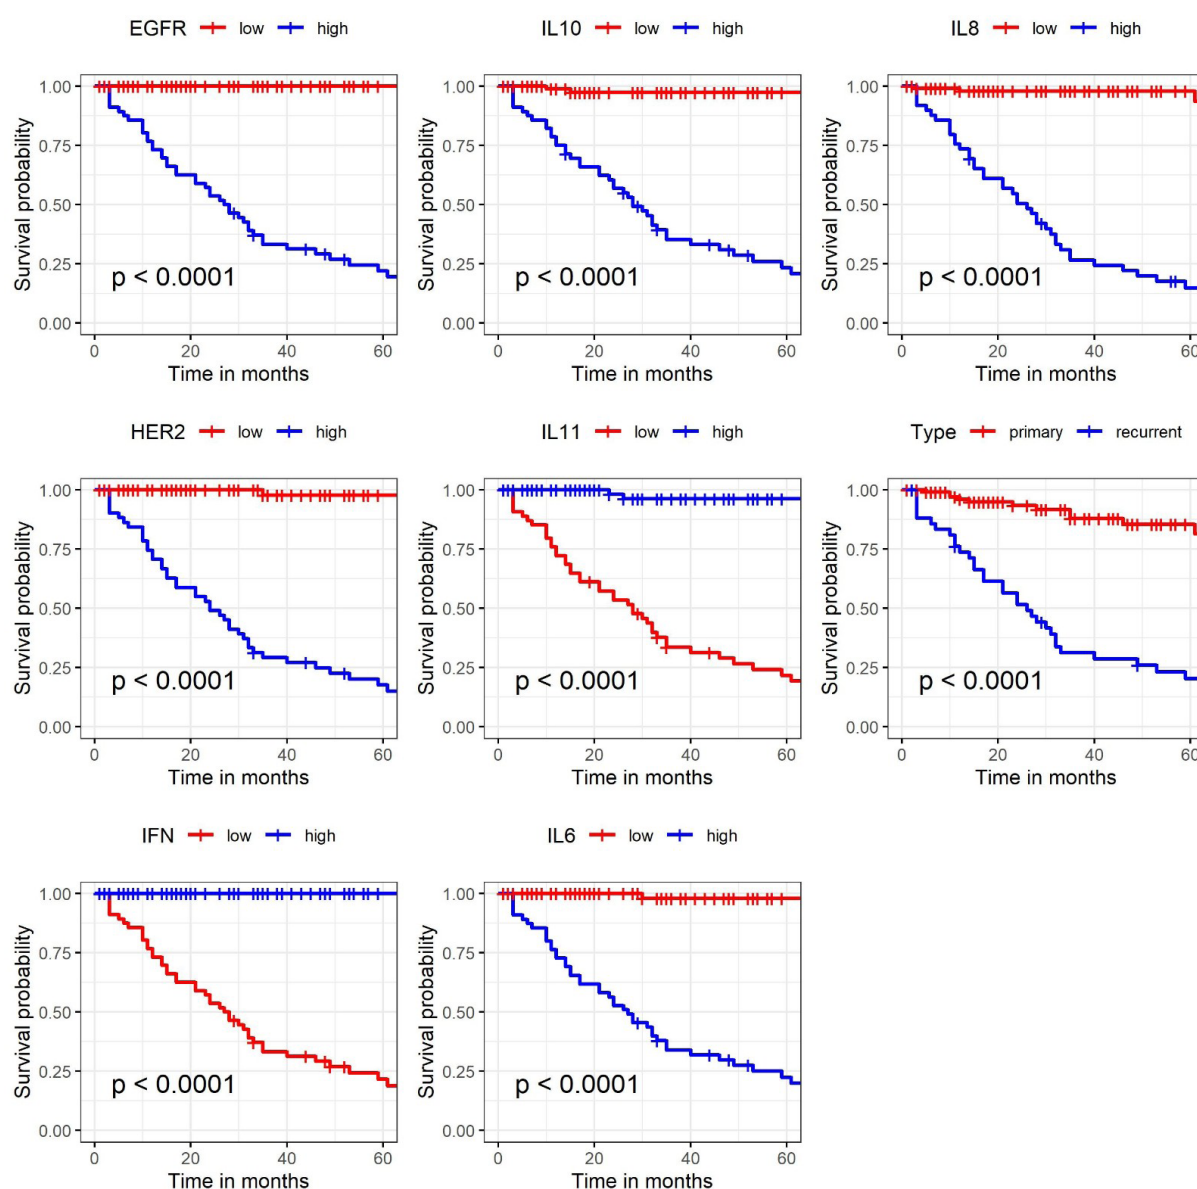 EGFR low high
1.00
0.75
0.50
0.25
0.00
Survival probability
p < 0.0001
0 20 40 60
Time in months
IL10 low high
1.00
0.75
0.50
0.25
0.00
Survival probability
p < 0.0001
0 20 40 60
Time in months
IL8 low high
1.00
0.75
0.50
0.25
0.00
Survival probability
p < 0.0001
0 20 40 60
Time in months
HER2 low high
1.00
0.75
0.50
0.25
0.00
Survival probability
p < 0.0001
0 20 40 60
Time in months
IL11 low high
1.00
0.75
0.50
0.25
0.00
Survival probability
p < 0.0001
0 20 40 60
Time in months
Type primary recurrent
1.00
0.75
0.50
0.25
0.00
Survival probability
p < 0.0001
0 20 40 60
Time in months
IFN low high
1.00
0.75
0.50
0.25
0.00
Survival probability
p < 0.0001
0 20 40 60
Time in months
IL6 low high
1.00
0.75
0.50
0.25
0.00
Survival probability
p < 0.0001
0 20 40 60
Time in months